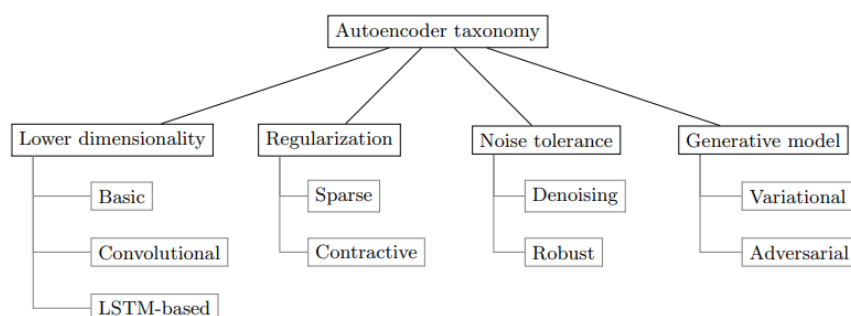 Autoencoder taxonomy
Lower dimensionality
Regularization
Noise tolerance
Generative model
Basic
Sparse
Denoising
Variational
Convolutional
Contractive
Robust
Adversarial
LSTM-based